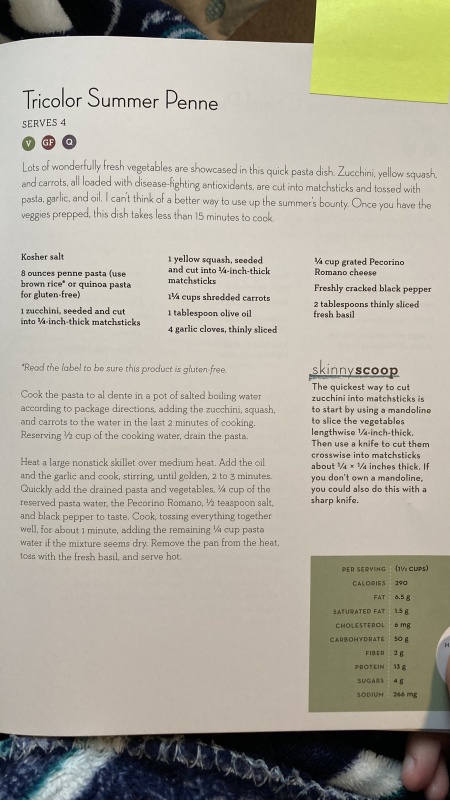 Tricolor Summer Penne
SERVES 4
V GF Q
Lots of wonderfully fresh vegetables are showcased in this quick pasta dish. Zucchini, yellow squash,
and carrots, all loaded with disease-fighting antioxidants, are cut into matchsticks and tossed with
pasta, garlic, and oil. I can't think of a better way to use up the summer's bounty. Once you have the
veggies prepped, this dish takes less than 15 minutes to cook.
Kosher salt
8 ounces penne pasta (use
brown rice* or quinoa pasta
for gluten-free)
1 zucchini, seeded and cut
into ¼-inch-thick matchsticks
1 yellow squash, seeded
and cut into ¼-inch-thick
matchsticks
1¼ cups shredded carrots
1 tablespoon olive oil
4 garlic cloves, thinly sliced
¼ cup grated Pecorino
Romano cheese
Freshly cracked black pepper
2 tablespoons thinly sliced
fresh basil
*Read the label to be sure this product is gluten-free.
Cook the pasta to al dente in a pot of salted boiling water
according to package directions, adding the zucchini, squash,
and carrots to the water in the last 2 minutes of cooking.
Reserving ½ cup of the cooking water, drain the pasta.
Heat a large nonstick skillet over medium heat. Add the oil
and the garlic and cook, stirring, until golden, 2 to 3 minutes.
Quickly add the drained pasta and vegetables, ¼ cup of the
reserved pasta water, the Pecorino Romano, ½ teaspoon salt,
and black pepper to taste. Cook, tossing everything together
well, for about 1 minute, adding the remaining ¼ cup pasta
water if the mixture seems dry. Remove the pan from the heat,
toss with the fresh basil, and serve hot.
skinnyscoop
The quickest way to cut
zucchini into matchsticks is
to start by using a mandoline
to slice the vegetables
lengthwise ¼-inch-thick.
Then use a knife to cut them
crosswise into matchsticks
about ¼ × ¼ inches thick. If
you don't own a mandoline,
you could also do this with a
sharp knife.
PER SERVING (1½ CUPS)
CALORIES 290
FAT 6.5 g
SATURATED FAT 1.5 g
CHOLESTEROL 6 mg
CARBOHYDRATE 50 g
FIBER 2 g
PROTEIN 13 g
SUGARS 4 g
SODIUM 266 mg
H